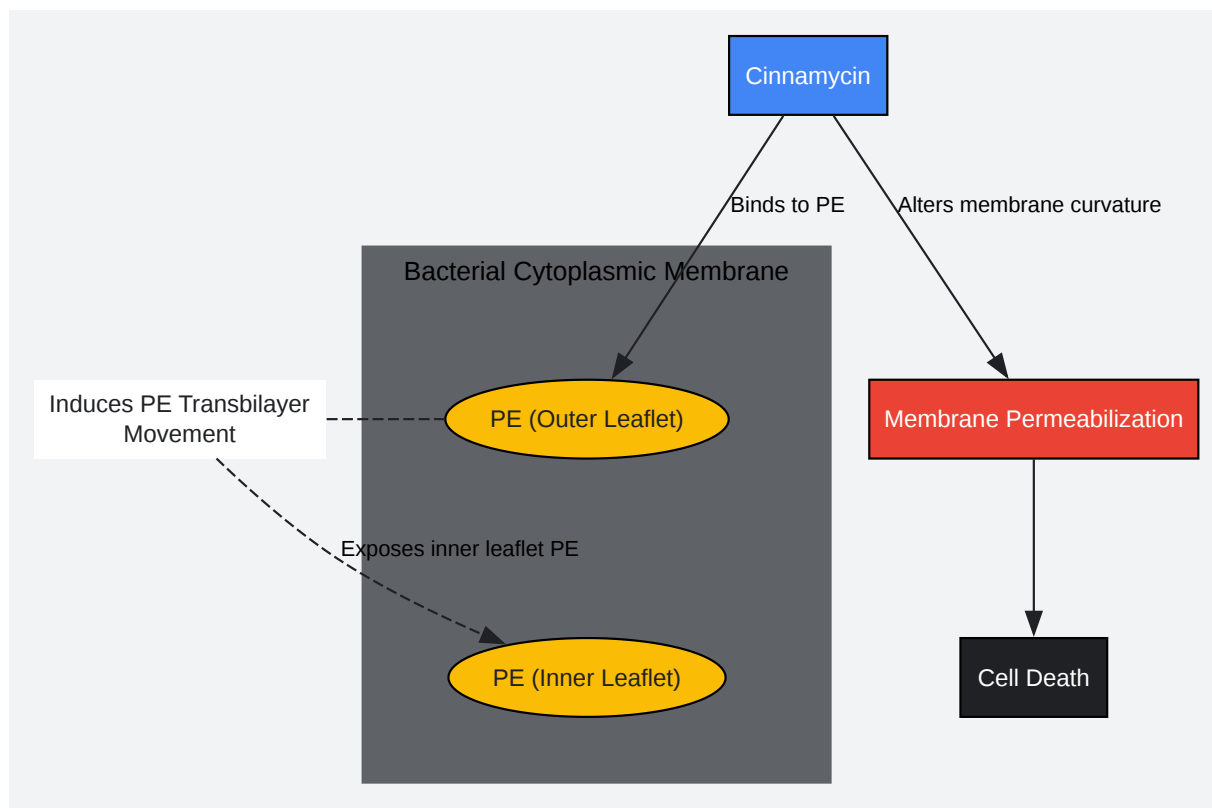 Cinnamycin
Binds to PE
Alters membrane curvature
Bacterial Cytoplasmic Membrane
Induces PE Transbilayer
Movement
PE (Outer Leaflet)
Membrane Permeabilization
Exposes inner leaflet PE
PE (Inner Leaflet)
Cell Death